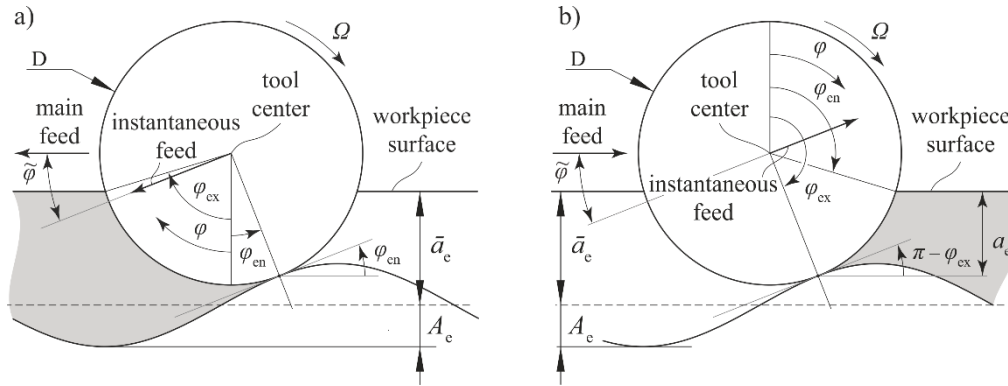 a)
Ω
D
tool
center
main
feed
instantaneous
feed
workpiece
surface
φ̃
φex
φ
φen
āe
φen
Ae
b)
Ω
D
φ
tool
center
φen
main
feed
workpiece
surface
φ̃
instantaneous
feed
φex
āe
ae
π – φex
Ae